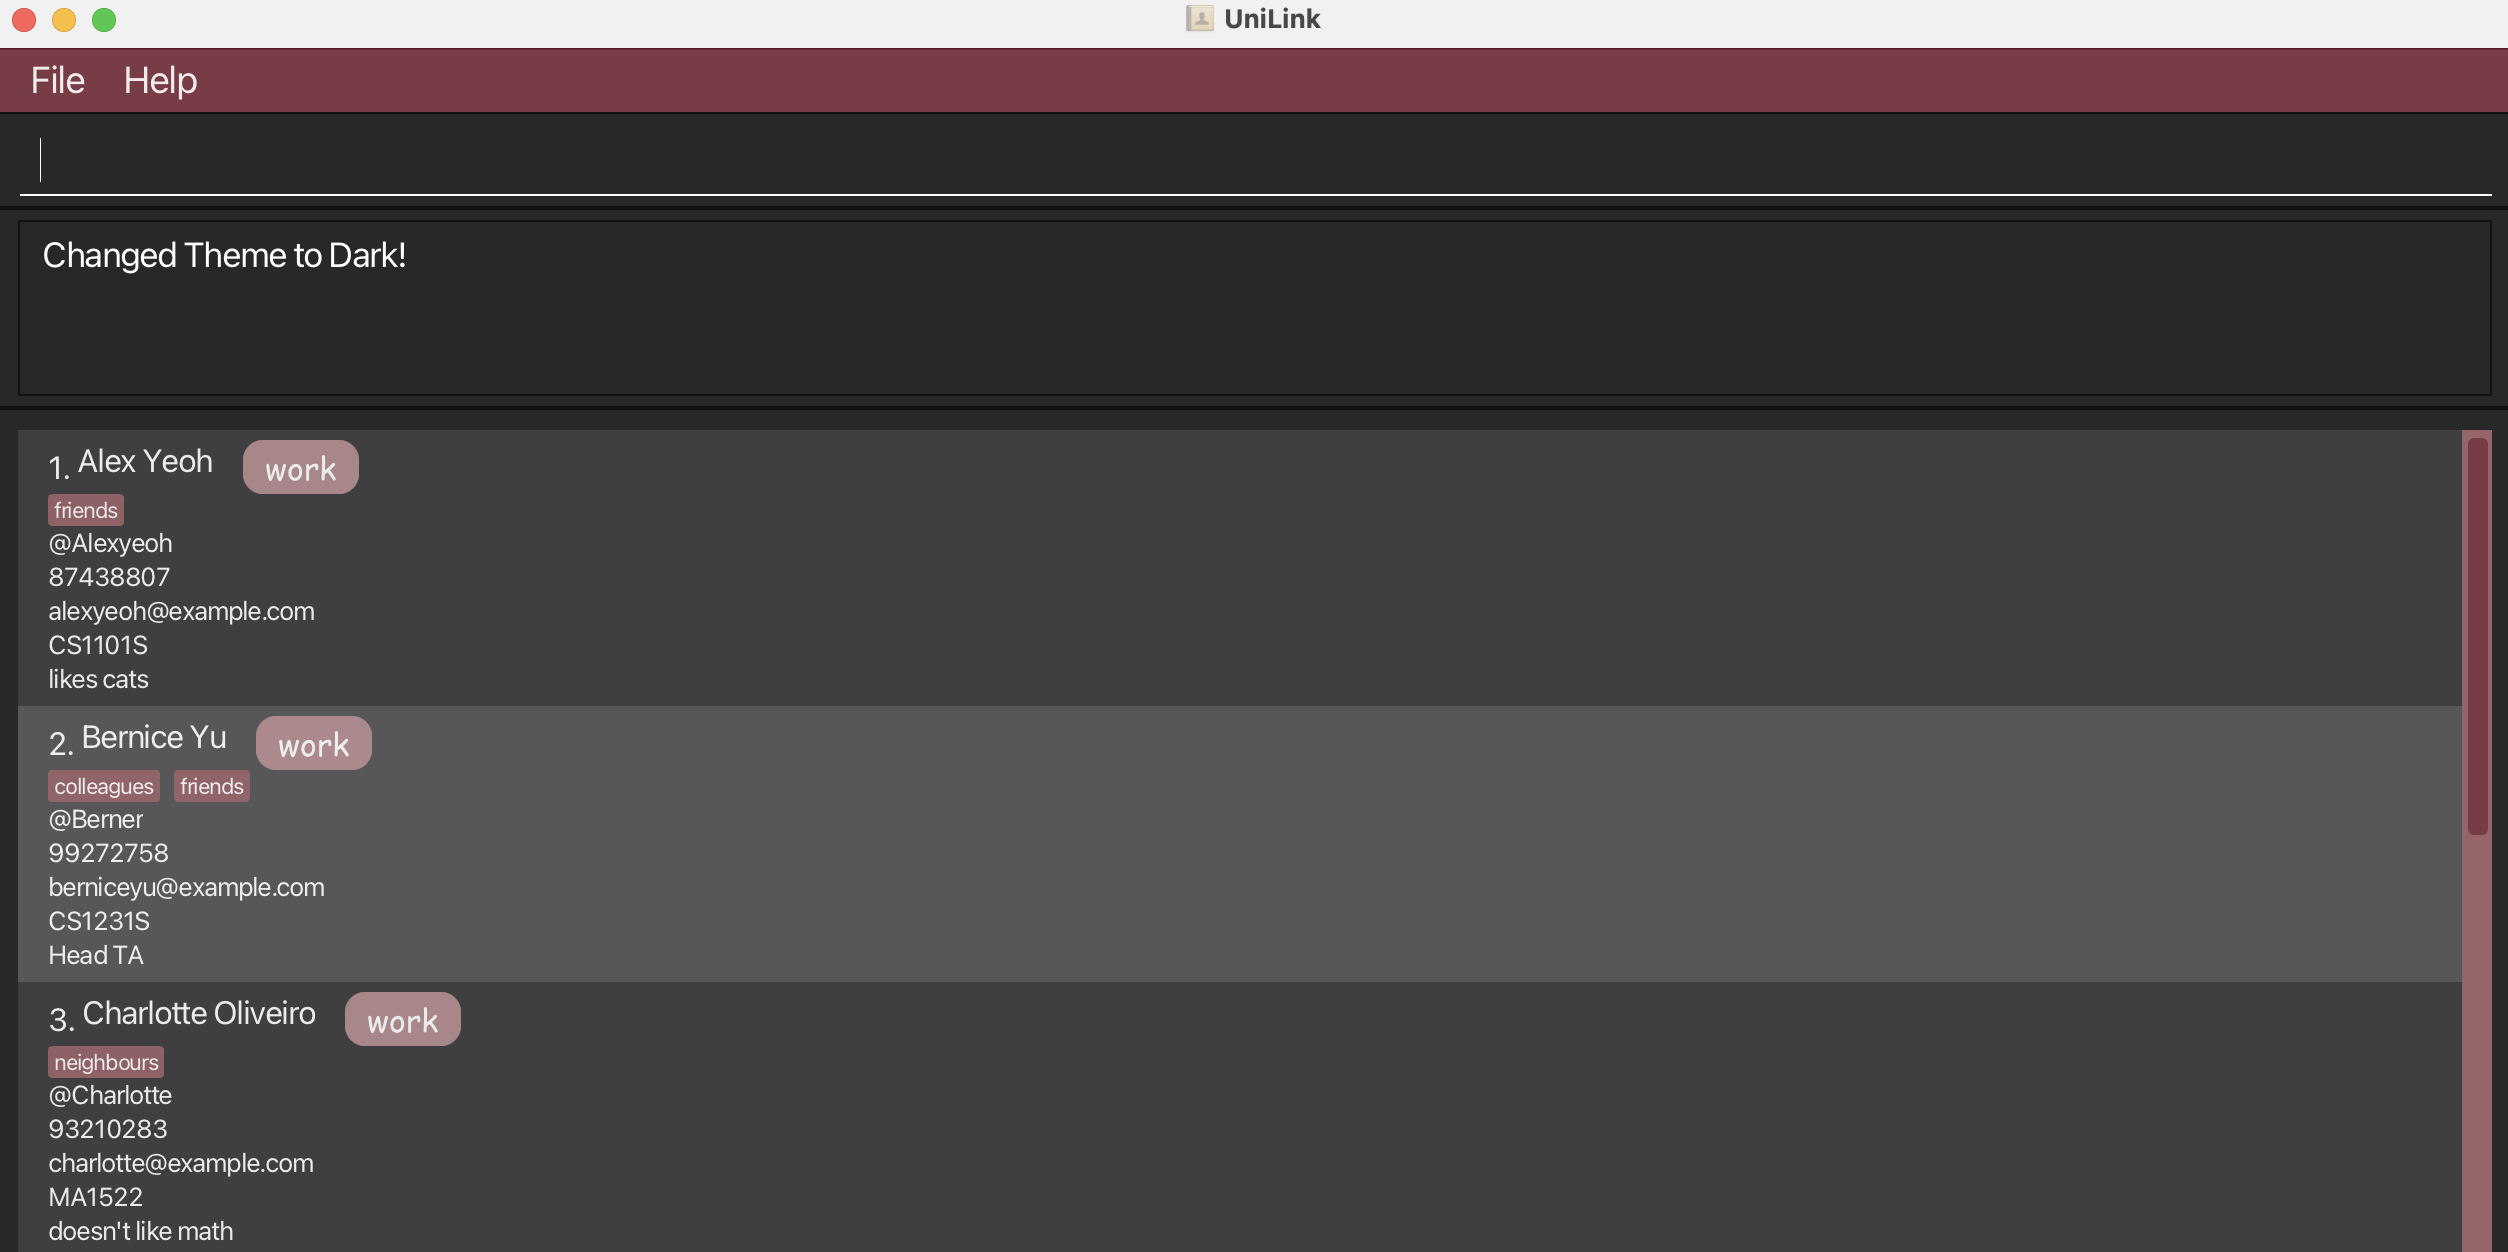 UniLink
File Help
Changed Theme to Dark!
1. Alex Yeoh work
friends
@Alexyeoh
87438807
alexyeoh@example.com
CS1101S
likes cats
2. Bernice Yu work
colleagues friends
@Berner
99272758
berniceyu@example.com
CS1231S
Head TA
3. Charlotte Oliveiro work
neighbours
@Charlotte
93210283
charlotte@example.com
MA1522
doesn't like math